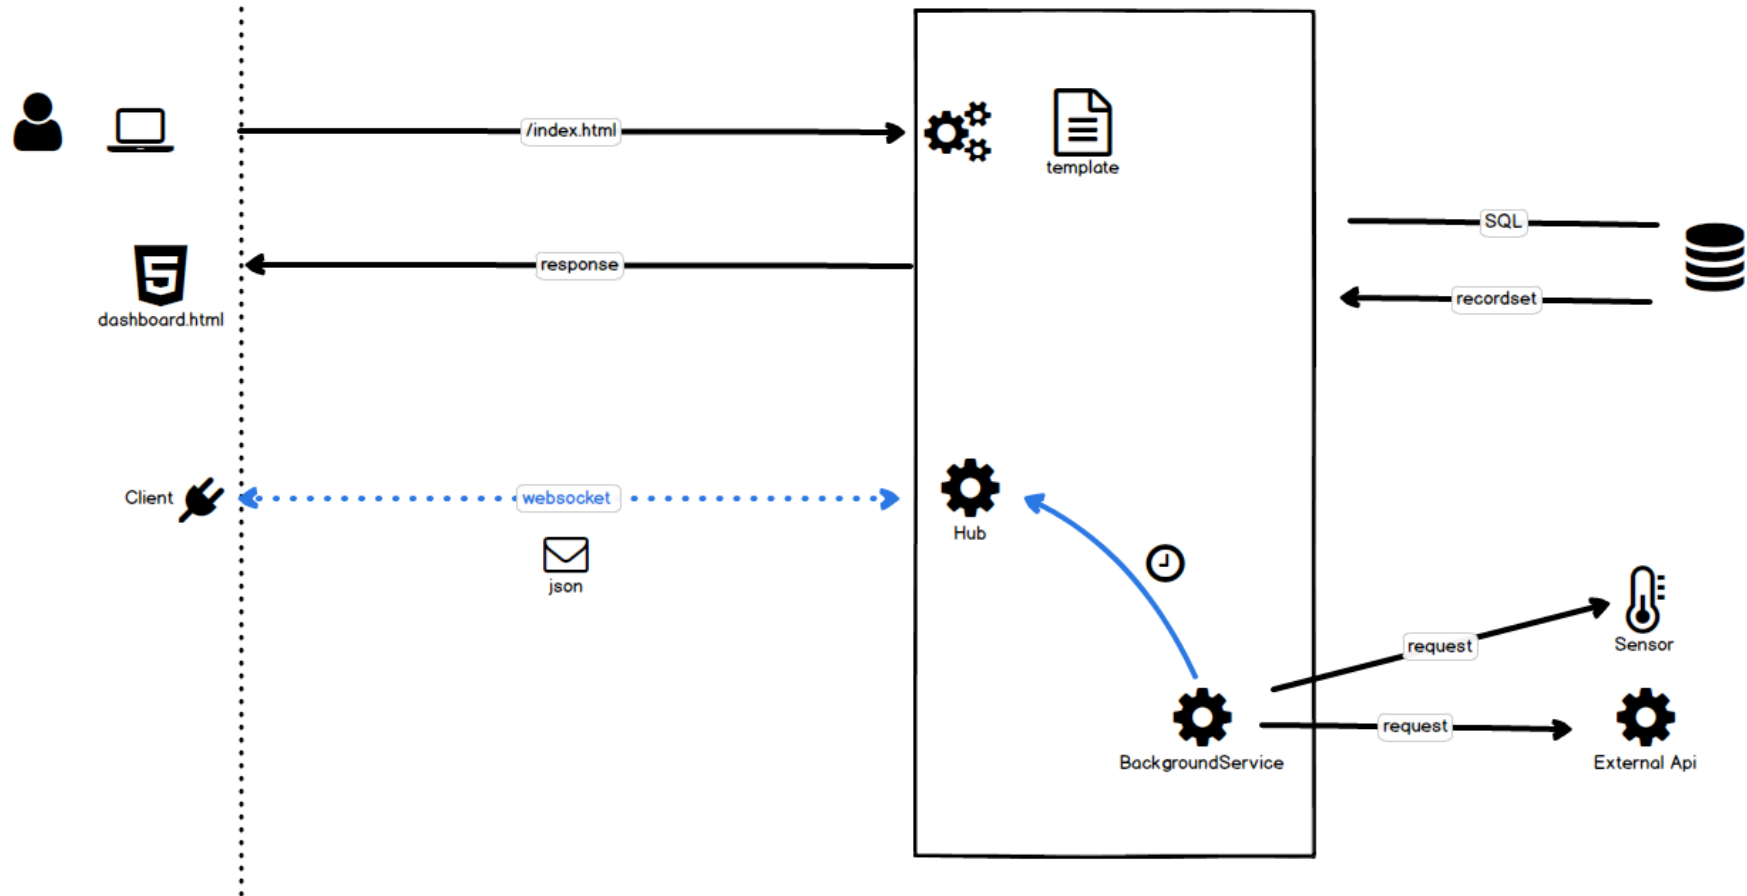 /index.html
template
SQL
response
recordset
dashboard.html
Client
websocket
Hub
json
request
Sensor
request
BackgroundService
External Api